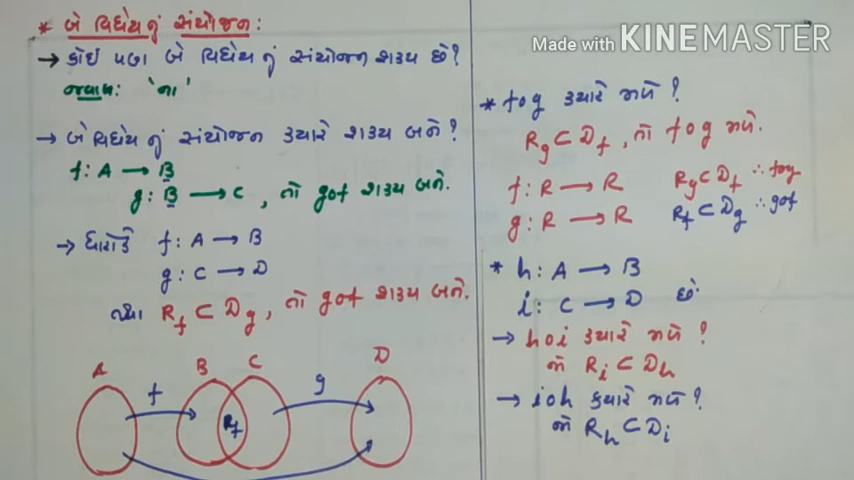 * બે વિધેયનું સંયોજન :
→ કોઈ પણ બે વિધેયનું સંયોજન શક્ય છે?
જવાબ: 'ના'
→ બે વિધેયનું સંયોજન ક્યારે શક્ય બને?
f: A → B
g: B → C , તો gof શક્ય બને.
→ ધારોકે f: A → B
g: C → D
જ્યાં R_f ⊂ D_g, તો gof શક્ય બને.
A B C D
f g
R_f
Made with KINEMASTER
* fog ક્યારે મળે?
R_g ⊂ D_f , તો fog મળે.
f: R → R R_g ⊂ D_f ∴ fog
g: R → R R_f ⊂ D_g ∴ gof
* h: A → B
i: C → D છે
→ hoi ક્યારે મળે?
જો R_i ⊂ D_h
→ ioh ક્યારે મળે?
જો R_h ⊂ D_i